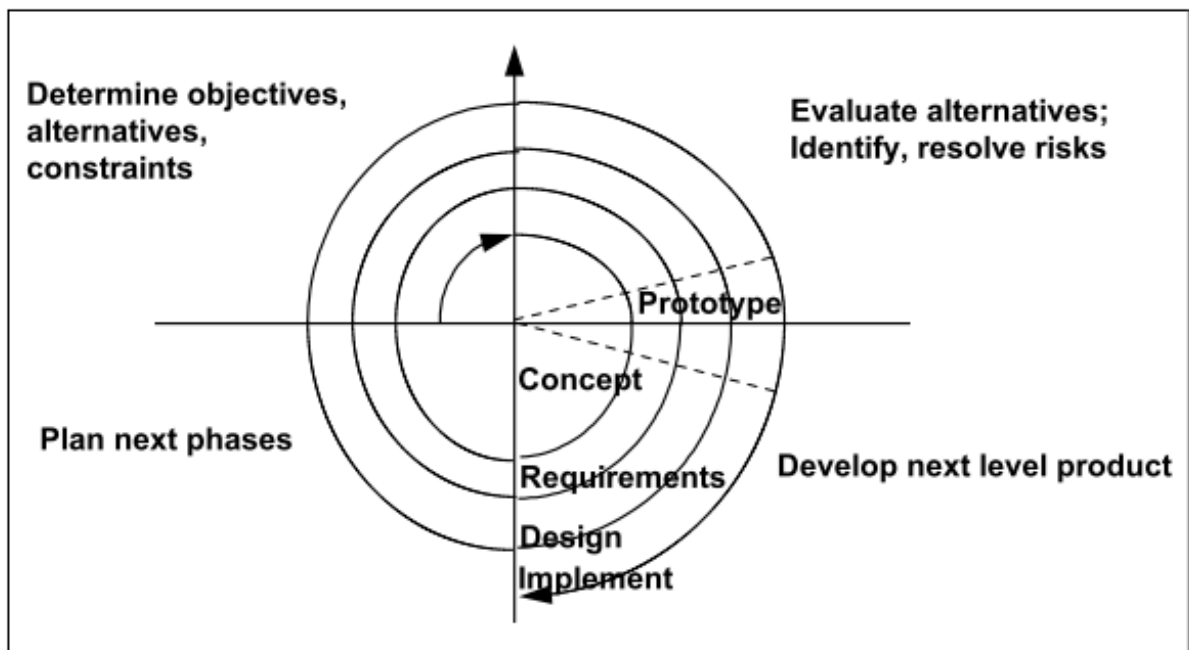 Determine objectives,
alternatives,
constraints
Evaluate alternatives;
Identify, resolve risks
Prototype
Concept
Plan next phases
Develop next level product
Requirements
Design
Implement